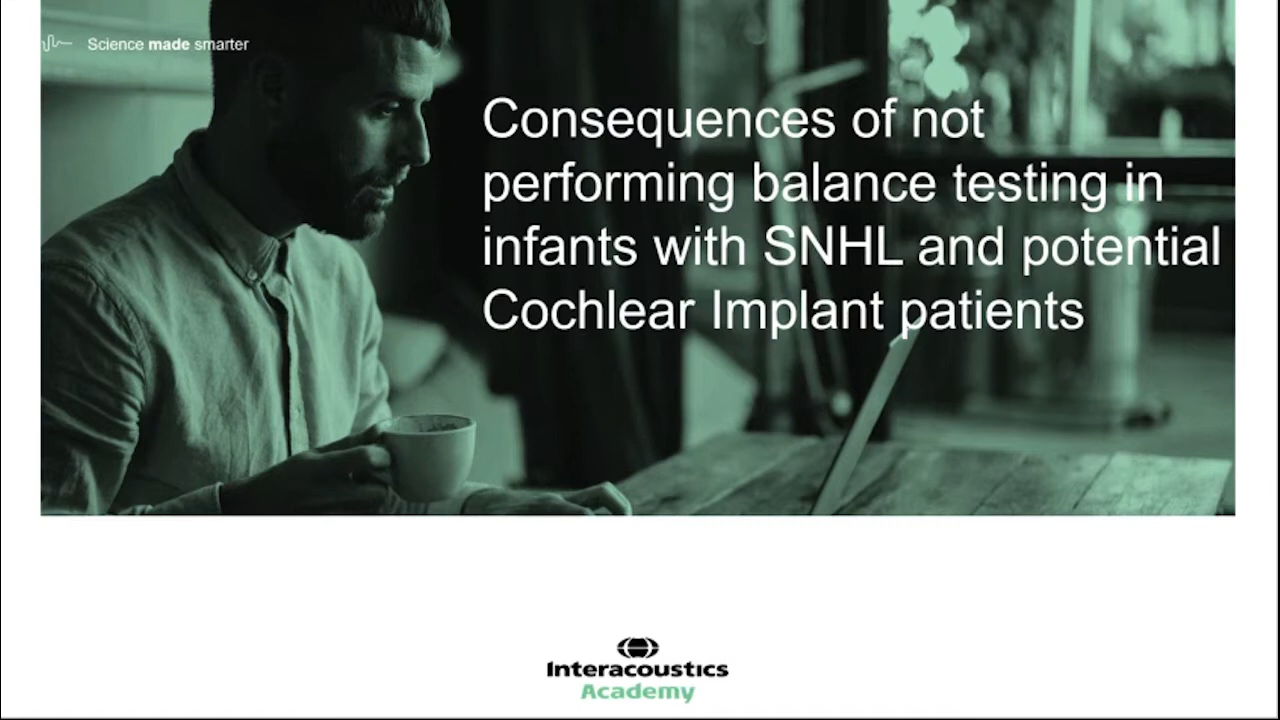 Science made smarter
Consequences of not
performing balance testing in
infants with SNHL and potential
Cochlear Implant patients
Interacoustics
Academy